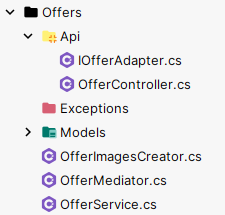 Offers
Api
IOfferAdapter.cs
OfferController.cs
Exceptions
Models
OfferImagesCreator.cs
OfferMediator.cs
OfferService.cs